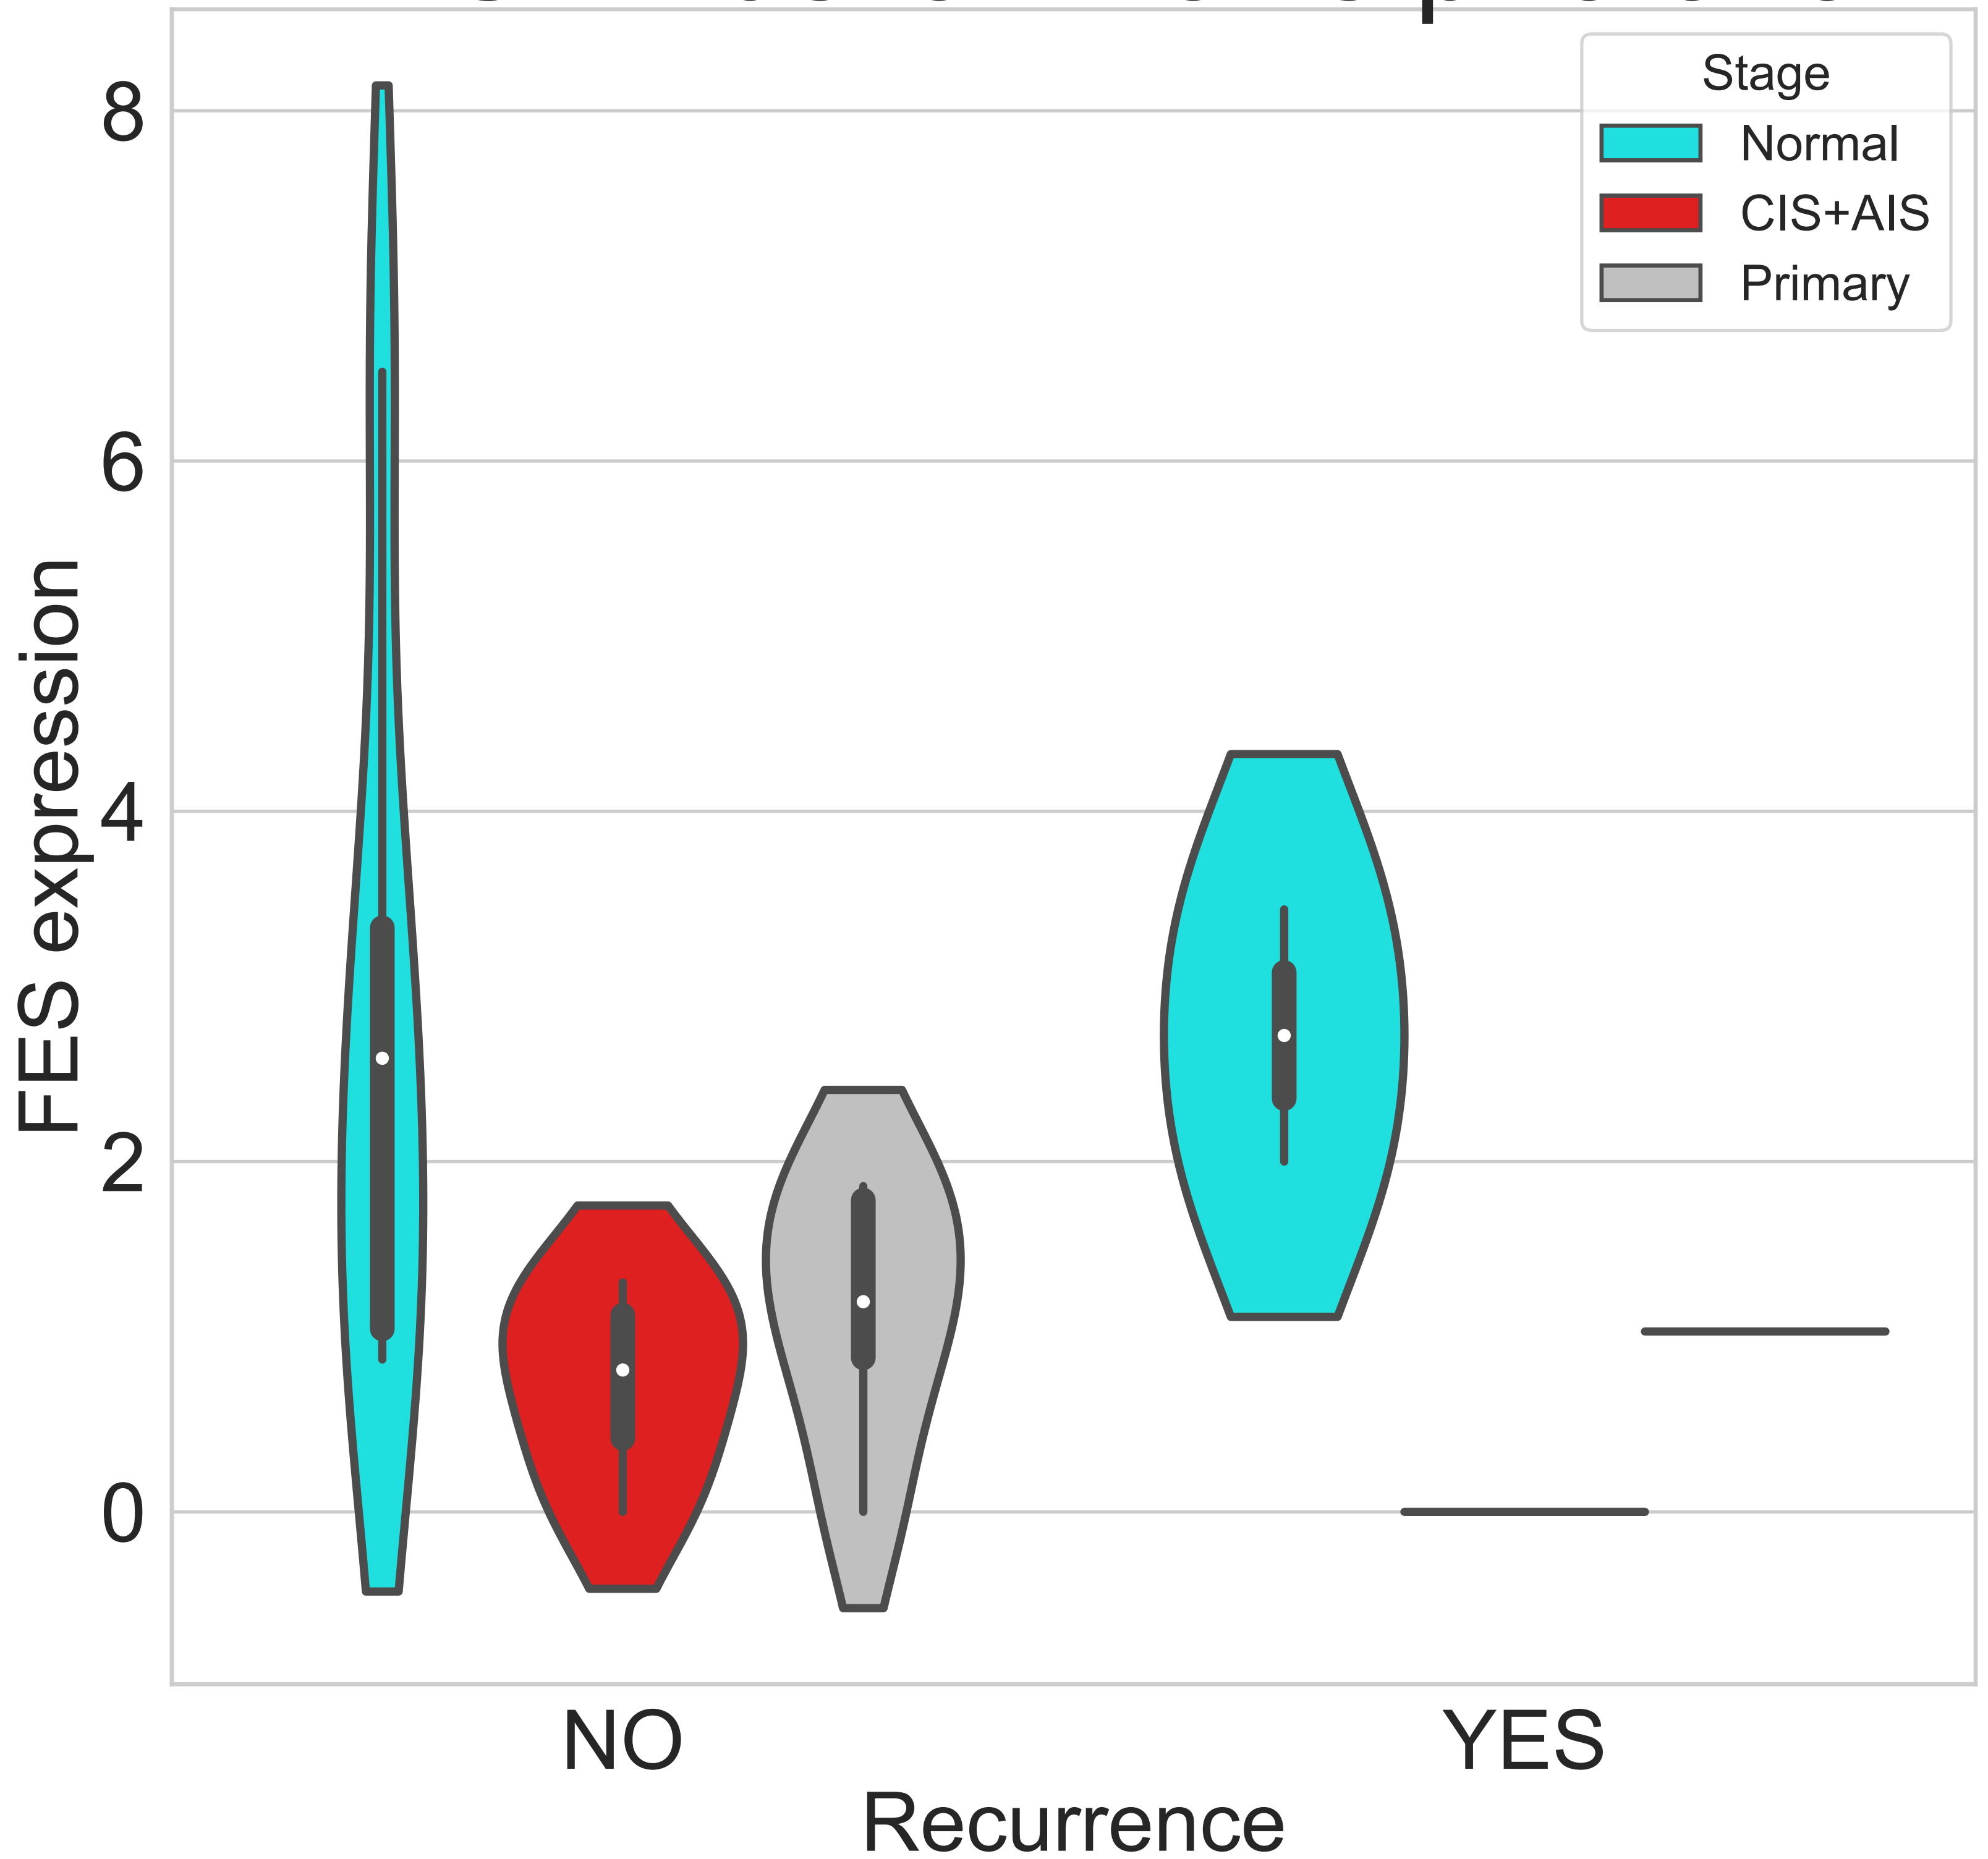 Stage
Normal
CIS+AIS
Primary
8
6
4
2
0
FES expression
NO
YES
Recurrence